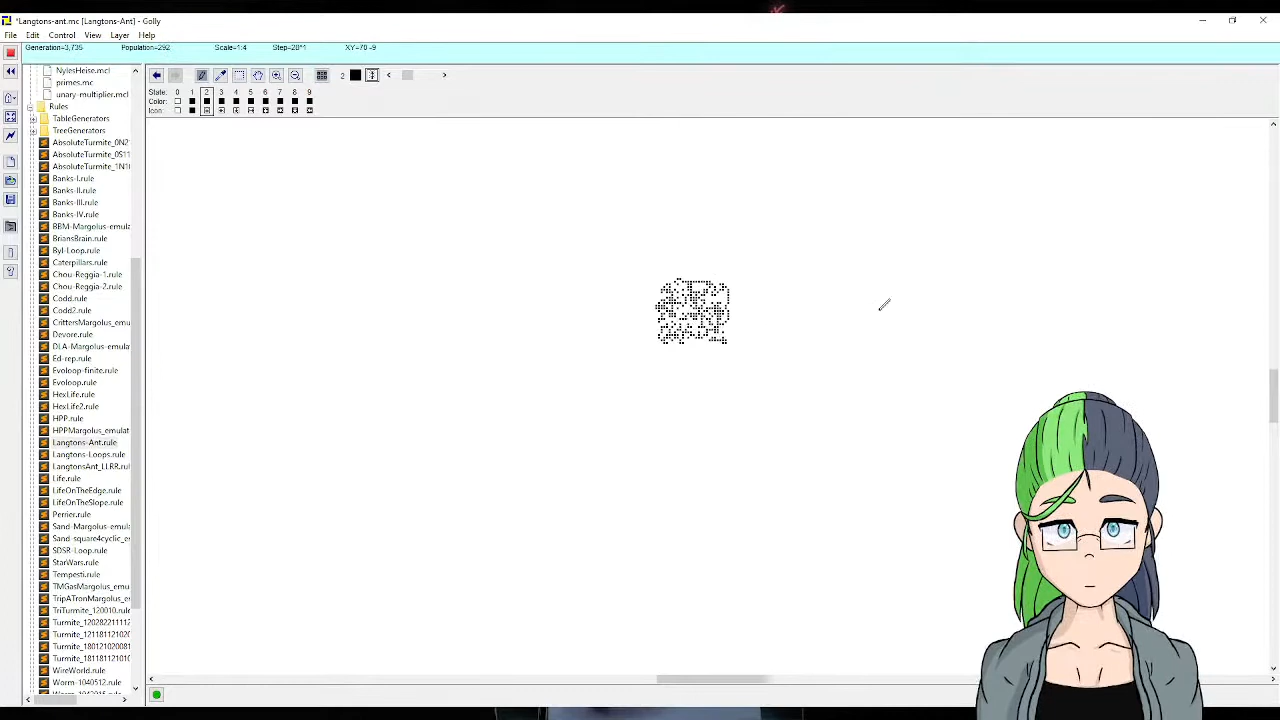 *Langtons-ant.mc [Langtons-Ant] - Golly
File Edit Control View Layer Help
Generation=3,735 Population=292 Scale=1:4 Step=20^1 XY=70 -9
2
State: 0 1 2 3 4 5 6 7 8 9
Color:
Icon:
NylesHeise.mcl
primes.mc
unary-multiplier.mcl
Rules
TableGenerators
TreeGenerators
AbsoluteTurmite_0N2
AbsoluteTurmite_0S11
AbsoluteTurmite_1N1
Banks-I.rule
Banks-II.rule
Banks-III.rule
Banks-IV.rule
BBM-Margolus-emula
BriansBrain.rule
Byl-Loop.rule
Caterpillars.rule
Chou-Reggia-1.rule
Chou-Reggia-2.rule
Codd.rule
Codd2.rule
CrittersMargolus_emu
Devore.rule
DLA-Margolus-emula
Ed-rep.rule
Evoloop-finite.rule
Evoloop.rule
HexLife.rule
HexLife2.rule
HPP.rule
HPPMargolus_emulat
Langtons-Ant.rule
Langtons-Loops.rule
LangtonsAnt_LLRR.rul
Life.rule
LifeOnTheEdge.rule
LifeOnTheSlope.rule
Perrier.rule
Sand-Margolus-emula
Sand-square4cyclic_e
SDSR-Loop.rule
StarWars.rule
Tempesti.rule
TMGasMargolus_emu
TripATronMargolus_e
TriTurmite_120010.rule
Turmite_120282211112
Turmite_121181121020
Turmite_180121020081
Turmite_181181121010
WireWorld.rule
Worm-1040512.rule